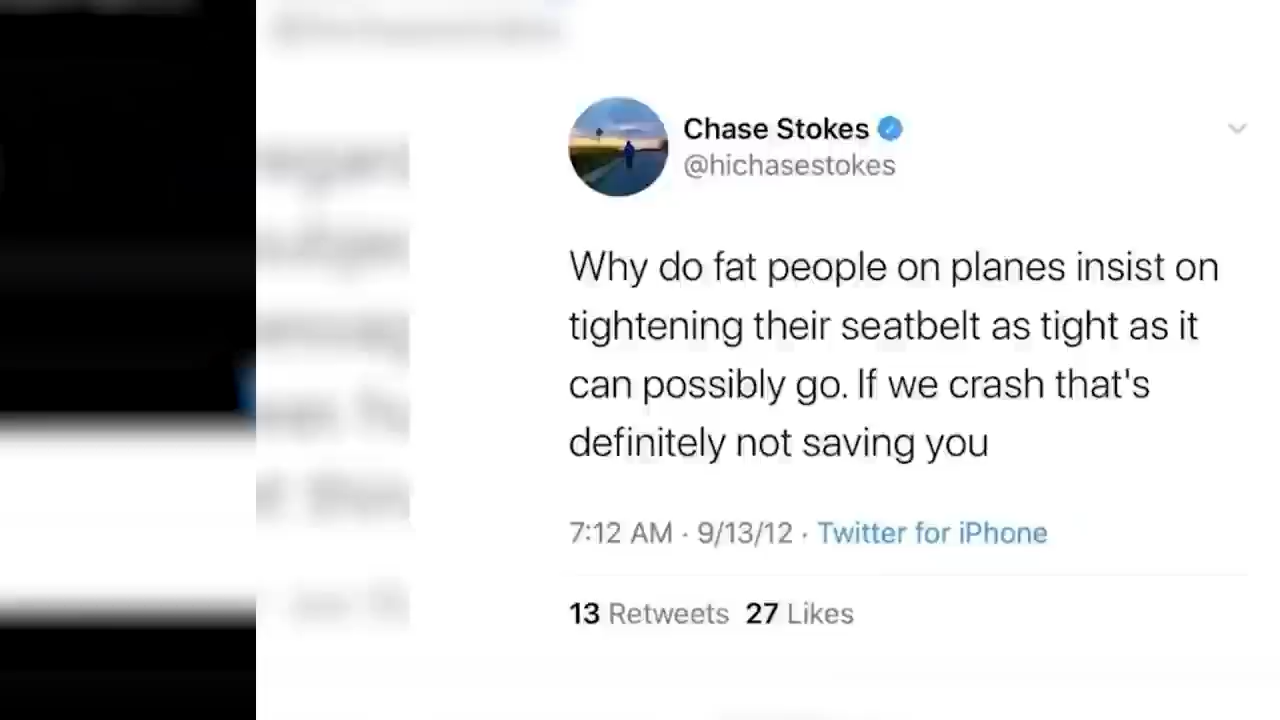 Chase Stokes
@hichasestokes
Why do fat people on planes insist on
tightening their seatbelt as tight as it
can possibly go. If we crash that's
definitely not saving you
7:12 AM · 9/13/12 · Twitter for iPhone
13 Retweets 27 Likes